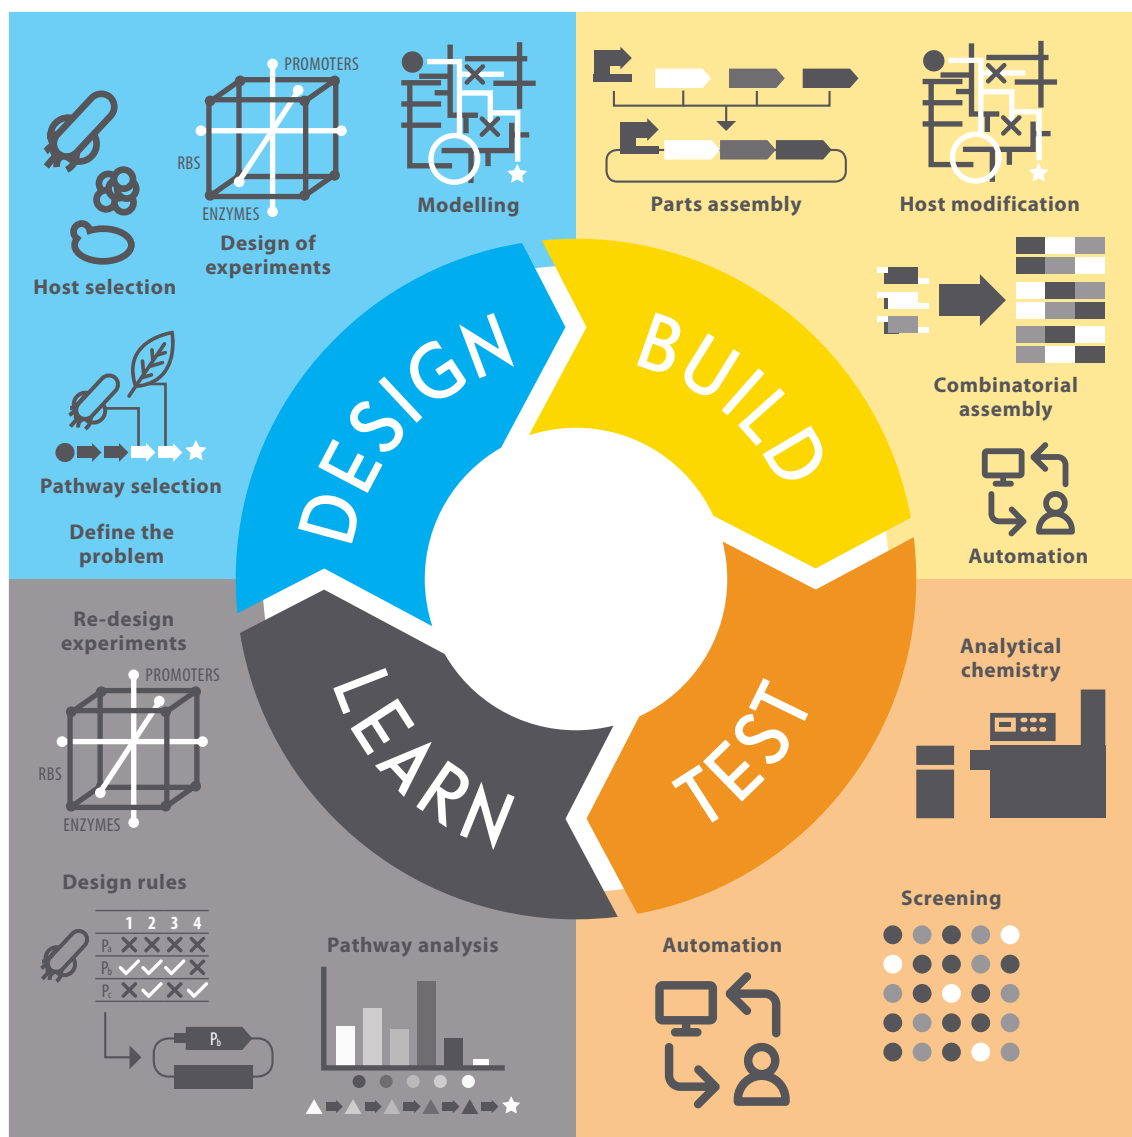 PROMOTERS
RBS
ENZYMES
Design of
experiments
Modelling
Host selection
Pathway selection
Define the
problem
DESIGN
Parts assembly
Host modification
Combinatorial
assembly
Automation
BUILD
Analytical
chemistry
Screening
Automation
TEST
LEARN
Re-design
experiments
PROMOTERS
RBS
ENZYMES
Design rules
1 2 3 4
Pa
Pb
Pc
Pb
Pathway analysis